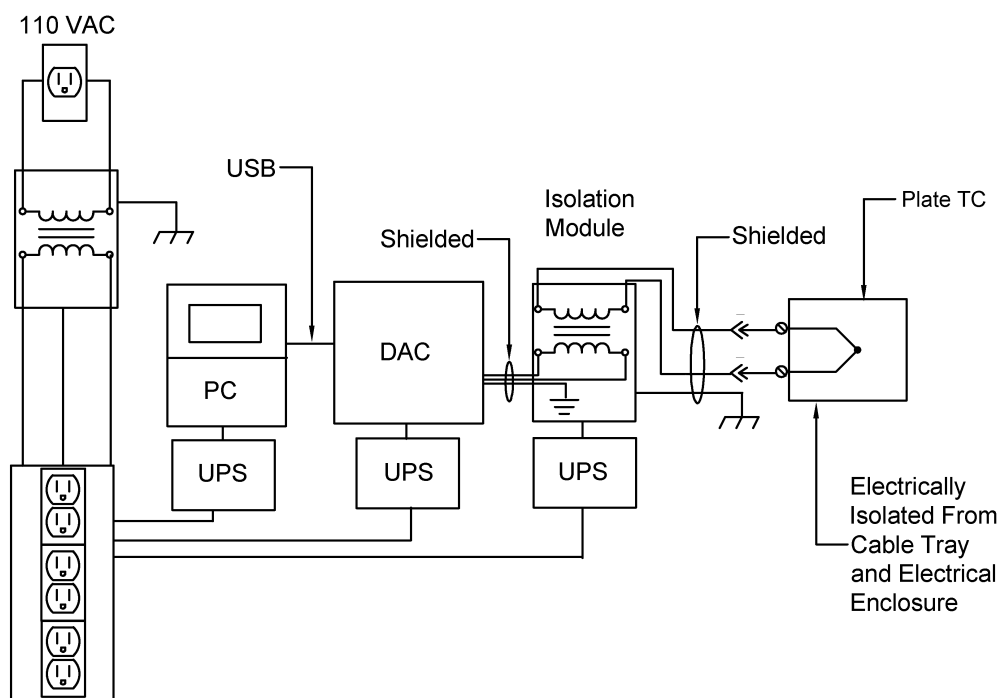 110 VAC
USB
Isolation
Module
Plate TC
Shielded
Shielded
DAC
PC
UPS
UPS
UPS
Electrically
Isolated From
Cable Tray
and Electrical
Enclosure